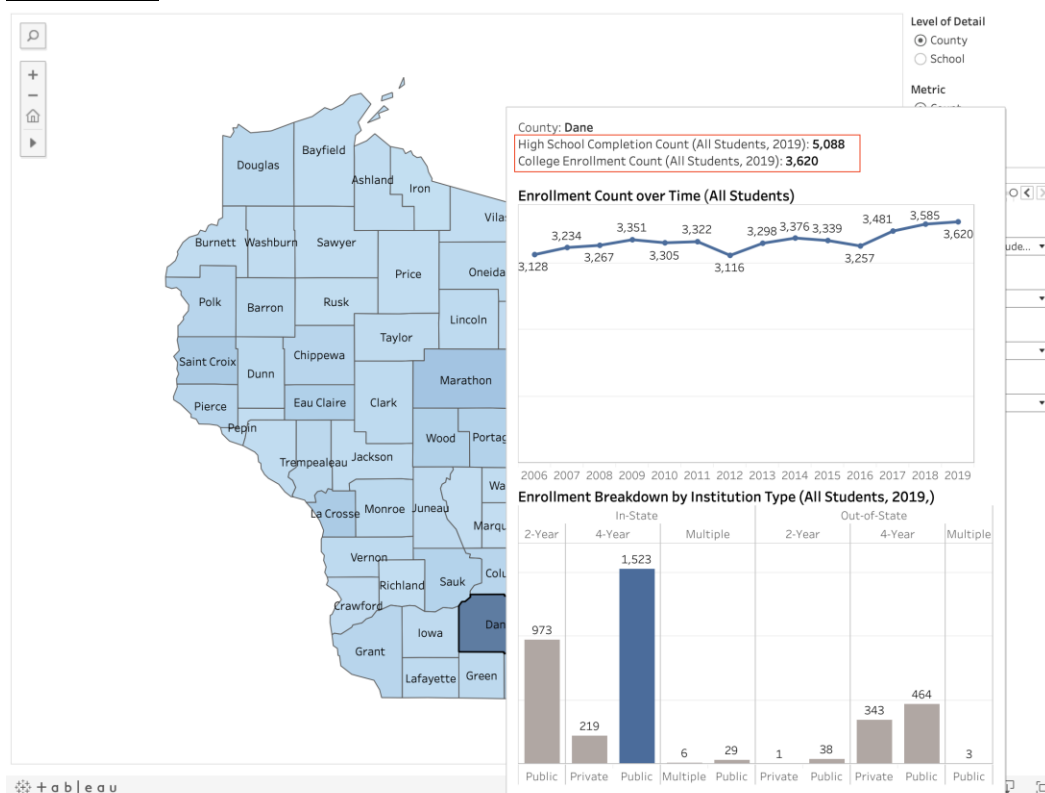 Level of Detail
County
School
Metric
County: Dane
High School Completion Count (All Students, 2019): 5,088
College Enrollment Count (All Students, 2019): 3,620
Enrollment Count over Time (All Students)
3,128
3,234
3,267
3,351
3,305
3,322
3,116
3,298
3,376
3,339
3,257
3,481
3,585
3,620
2006 2007 2008 2009 2010 2011 2012 2013 2014 2015 2016 2017 2018 2019
Enrollment Breakdown by Institution Type (All Students, 2019,)
In-State Out-of-State
2-Year 4-Year Multiple 2-Year 4-Year Multiple
973 219 1,523 6 29 1 38 343 464 3
Public Private Public Multiple Public Private Public Private Public Public
Douglas
Bayfield
Ashland
Iron
Vilas
Burnett
Washburn
Sawyer
Price
Oneida
Polk
Barron
Rusk
Lincoln
Taylor
Saint Croix
Dunn
Chippewa
Marathon
Pierce
Eau Claire
Clark
Pepin
Wood
Portag
Trempealeau
Jackson
Wa
La Crosse
Monroe
Juneau
Marqu
Vernon
Richland
Sauk
Colu
Crawford
Iowa
Dan
Grant
Lafayette
Green
ude...
+ableau